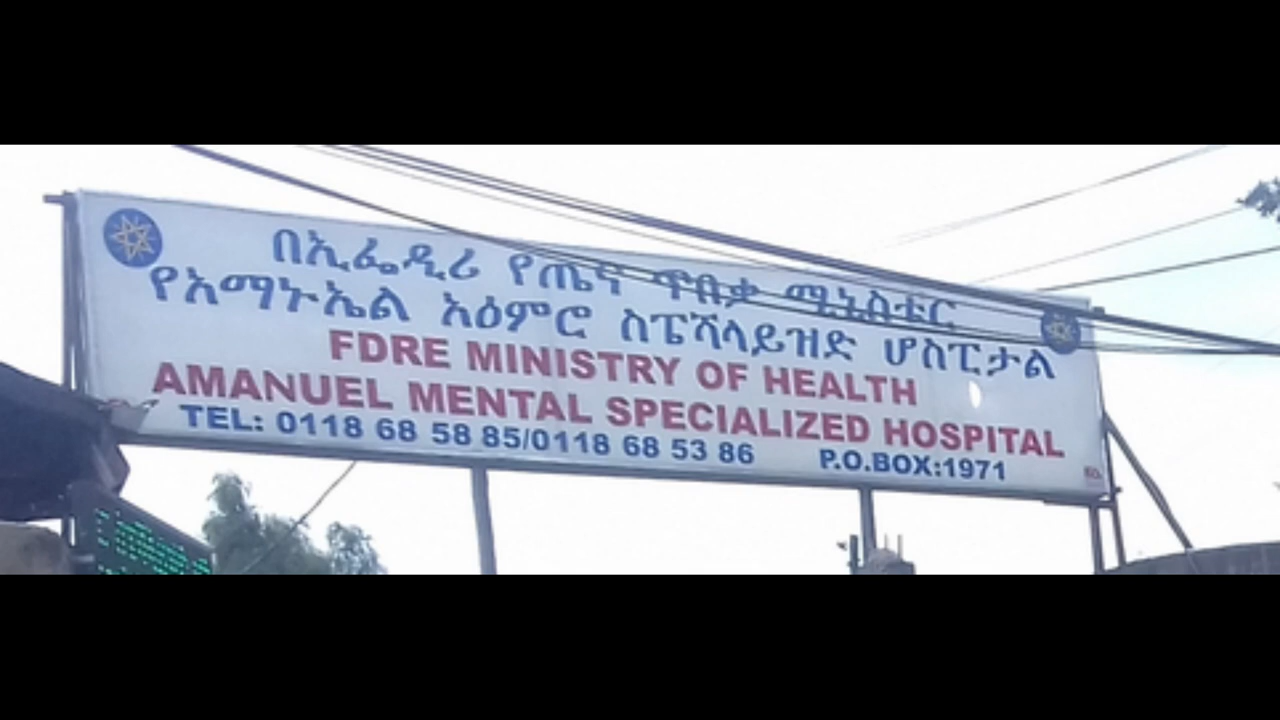 በኢፌዲሪ የጤና ጥበቃ ሚኒስቴር
የአማኑኤል አዕምሮ ስፔሻላይዝድ ሆስፒታል
FDRE MINISTRY OF HEALTH
AMANUEL MENTAL SPECIALIZED HOSPITAL
TEL: 0118 68 58 85/0118 68 53 86 P.O.BOX:1971